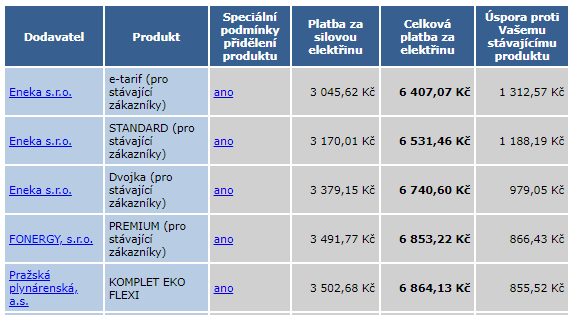 Dodavatel Produkt Speciální podmínky přidělení produktu Platba za silovou elektřinu Celková platba za elektřinu Úspora proti Vašemu stávajícímu produktu
Eneka s.r.o. e-tarif (pro stávající zákazníky) ano 3 045,62 Kč 6 407,07 Kč 1 312,57 Kč
Eneka s.r.o. STANDARD (pro stávající zákazníky) ano 3 170,01 Kč 6 531,46 Kč 1 188,19 Kč
Eneka s.r.o. Dvojka (pro stávající zákazníky) ano 3 379,15 Kč 6 740,60 Kč 979,05 Kč
FONERGY, s.r.o. PREMIUM (pro stávající zákazníky) ano 3 491,77 Kč 6 853,22 Kč 866,43 Kč
Pražská plynárenská, a.s. KOMPLET EKO FLEXI ano 3 502,68 Kč 6 864,13 Kč 855,52 Kč